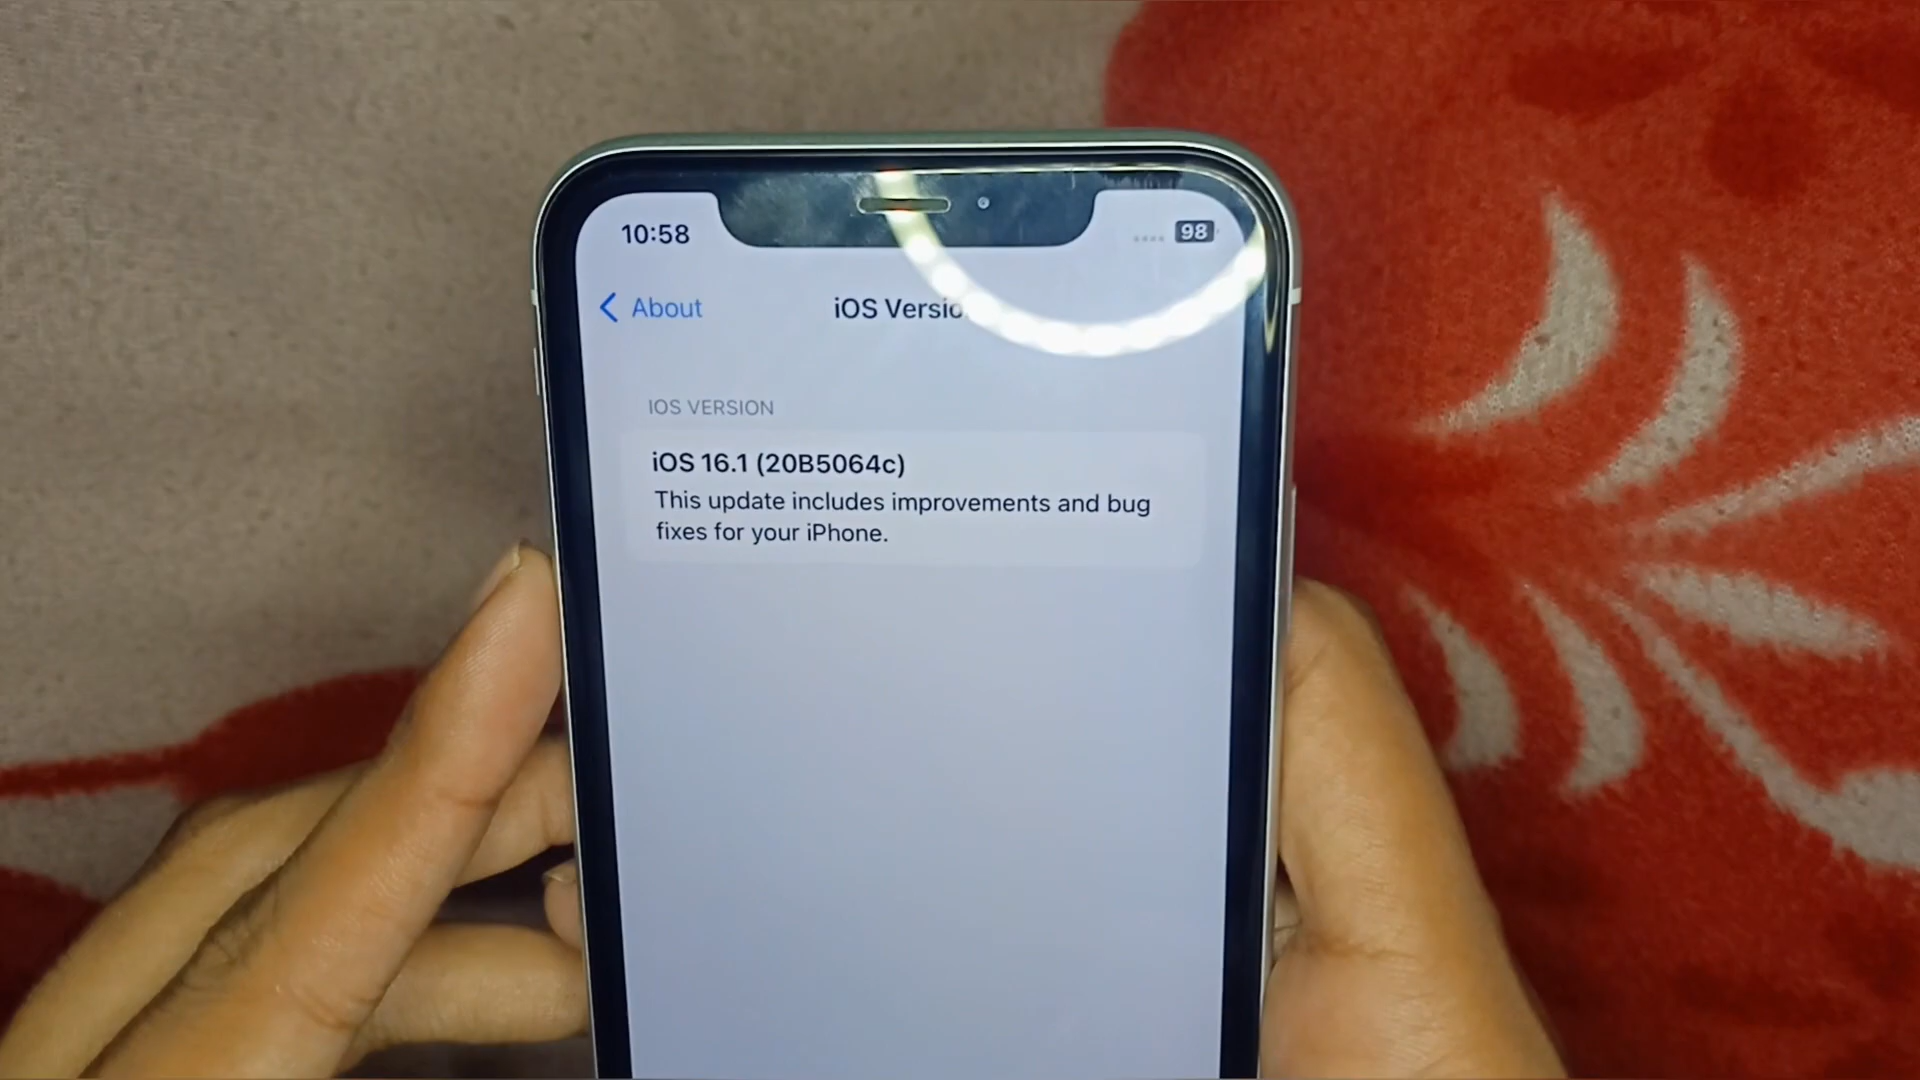 10:58
98
About
iOS Versio
IOS VERSION
iOS 16.1 (20B5064c)
This update includes improvements and bug
fixes for your iPhone.